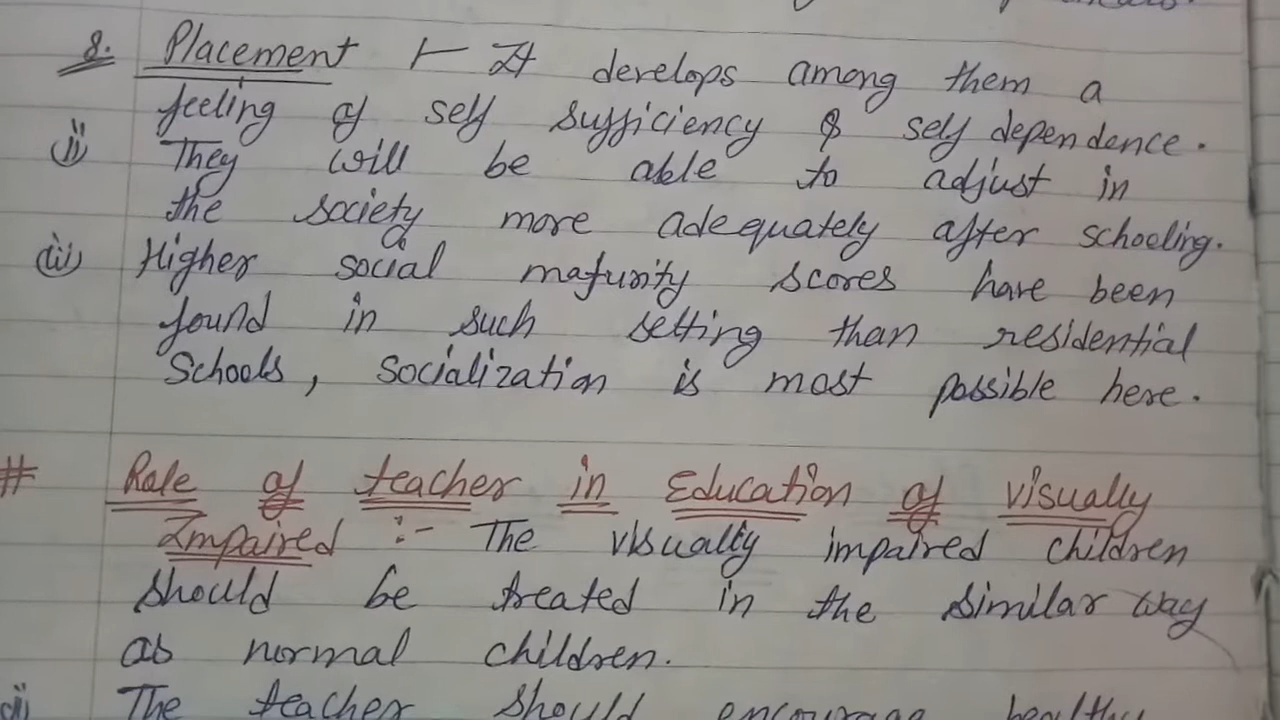 8. Placement :- It develops among them a
feeling of self sufficiency & self dependence.
ii) They will be able to adjust in
the society more adequately after schooling.
(iii) Higher social maturity scores have been
found in such setting than residential
Schools, socialization is most possible here.
# Role of teacher in Education of visually
Impaired :- The visually impaired children
should be treated in the similar way
as normal children.
ii) The teacher should encourage healthy